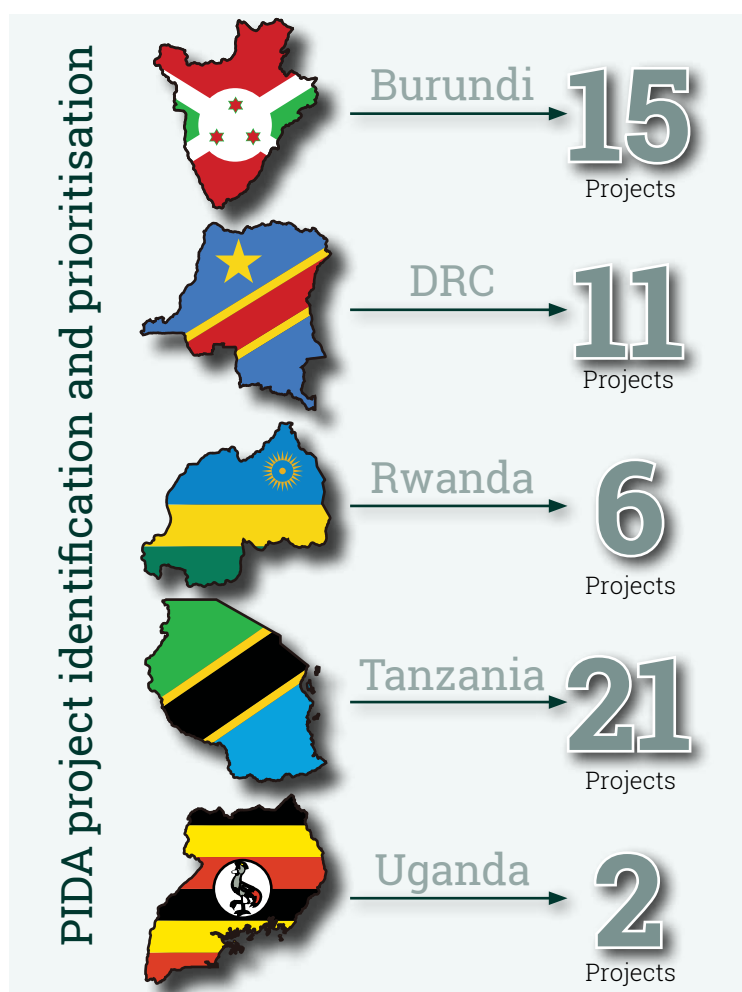 PIDA project identification and prioritisation
Burundi
15
Projects
DRC
11
Projects
Rwanda
6
Projects
Tanzania
21
Projects
Uganda
2
Projects